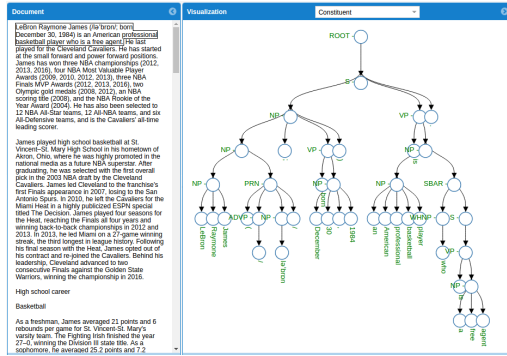 Document
Visualization
Constituent
LeBron Raymone James (/ləˈbrɒn/; born
December 30, 1984) is an American professional
basketball player who is a free agent. He last
played for the Cleveland Cavaliers. He has started
at the small forward and power forward positions.
James has won three NBA championships (2012,
2013, 2016), four NBA Most Valuable Player
Awards (2009, 2010, 2012, 2013), three NBA
Finals MVP Awards (2012, 2013, 2016), two
Olympic gold medals (2008, 2012), an NBA
scoring title (2008), and the NBA Rookie of the
Year Award (2004). He has also been selected to
12 NBA All-Star teams, 12 All-NBA teams, and six
All-Defensive teams, and is the Cavaliers' all-time
leading scorer.
James played high school basketball at St.
Vincent–St. Mary High School in his hometown of
Akron, Ohio, where he was highly promoted in the
national media as a future NBA superstar. After
graduating, he was selected with the first overall
pick in the 2003 NBA draft by the Cleveland
Cavaliers. James led Cleveland to the franchise's
first Finals appearance in 2007, losing to the San
Antonio Spurs. In 2010, he left the Cavaliers for the
Miami Heat in a highly publicized ESPN special
titled The Decision. James played four seasons for
the Heat, reaching the Finals all four years and
winning back-to-back championships in 2012 and
2013. In 2013, he led Miami on a 27-game winning
streak, the third longest in league history. Following
his final season with the Heat, James opted out of
his contract and re-joined the Cavaliers. Behind his
leadership, Cleveland advanced to two
consecutive Finals against the Golden State
Warriors, winning the championship in 2016.
High school career
Basketball
As a freshman, James averaged 21 points and 6
rebounds per game for St. Vincent-St. Mary's
varsity team. The Fighting Irish finished the year
27–0, winning the Division III state title. As a
sophomore, he averaged 25.2 points and 7.2
ROOT
S
NP
VP
NP
;
VP
)
NP
is
NP
PRN
NP
born
NP
SBAR
LeBron
Raymone
James
ADVP
(
NP
/
December
30
,
1984
an
American
professional
basketball
player
WHNP
S
/
ləˈbron
who
VP
NP
is
a
free
agent